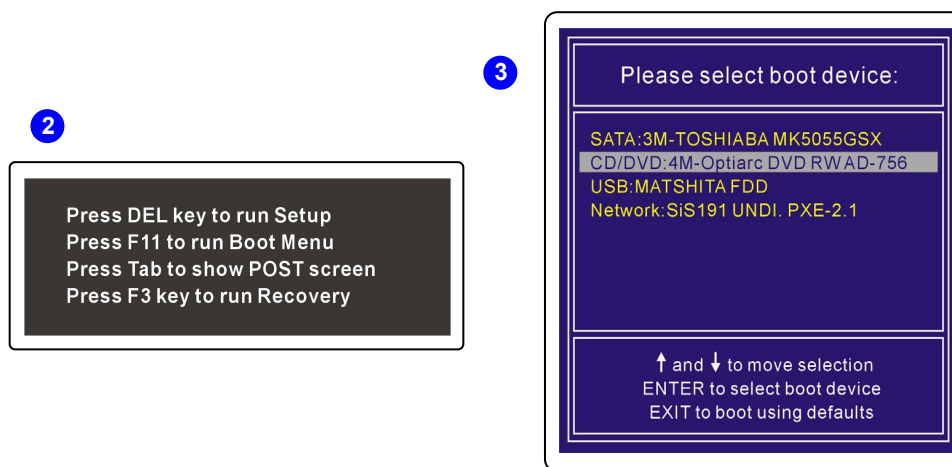 2
Press DEL key to run Setup
Press F11 to run Boot Menu
Press Tab to show POST screen
Press F3 key to run Recovery
3
Please select boot device:
SATA:3M-TOSHIABA MK5055GSX
CD/DVD:4M-Optiarc DVD RW AD-756
USB:MATSHITA FDD
Network:SiS191 UNDI. PXE-2.1
↑ and ↓ to move selection
ENTER to select boot device
EXIT to boot using defaults